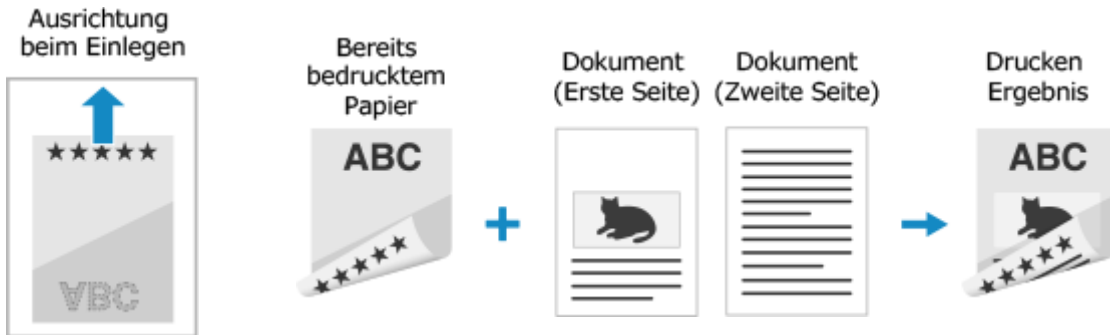 Ausrichtung
beim Einlegen
★★★★★
ABC
Bereits
bedrucktem
Papier
ABC
★★★★★
+
Dokument
(Erste Seite)
Dokument
(Zweite Seite)
Drucken
Ergebnis
ABC
★★★★★